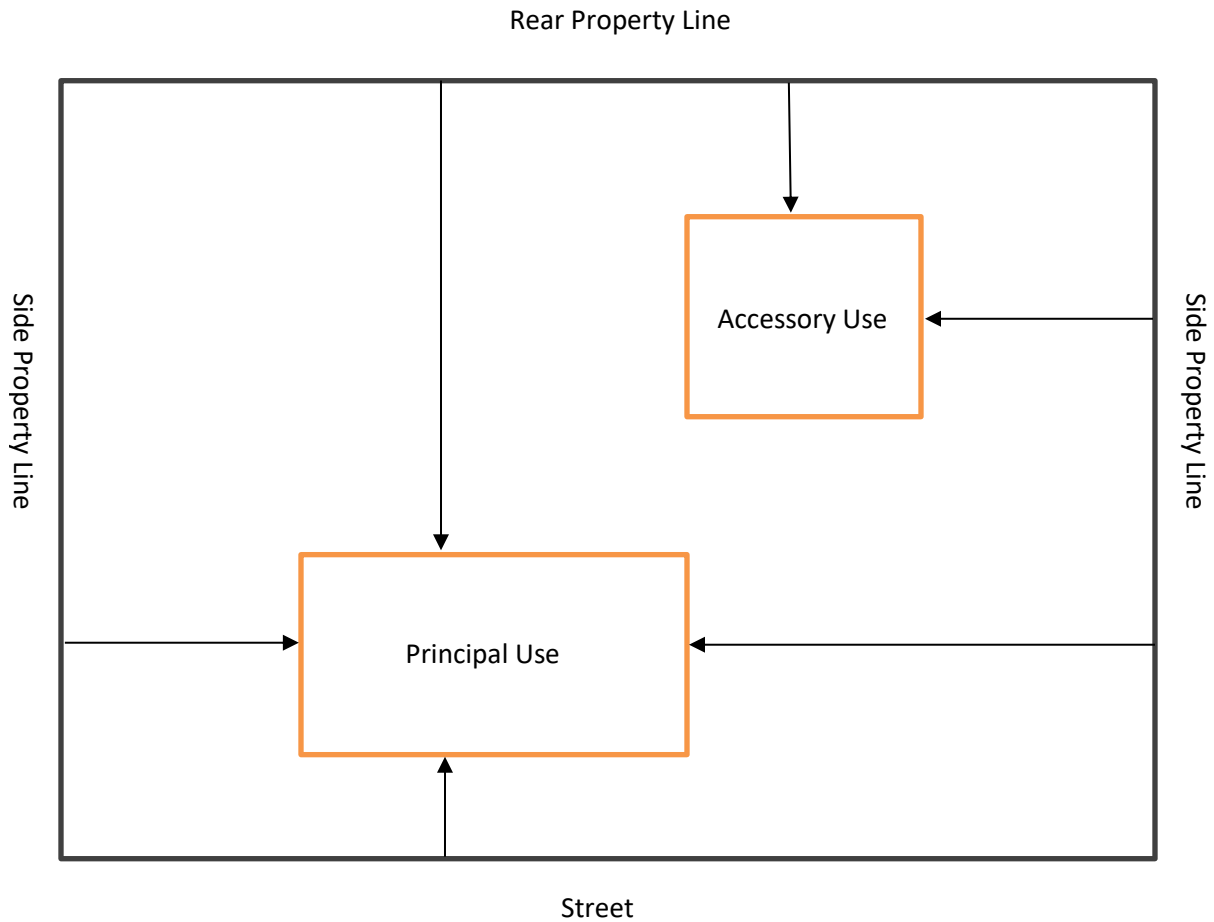 Rear Property Line
Side Property Line
Accessory Use
Side Property Line
Principal Use
Street